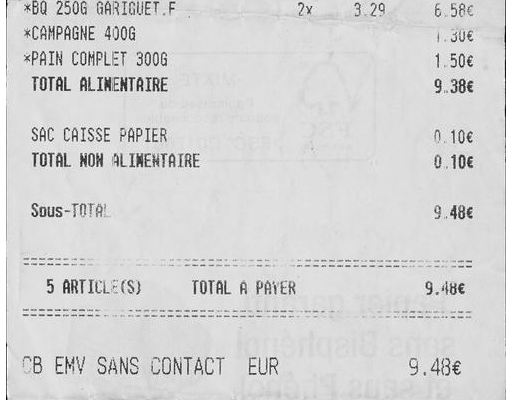 *BQ 250G GARIGUET.F 2x 3.29 6.58€
*CAMPAGNE 400G 1.30€
*PAIN COMPLET 300G 1.50€
TOTAL ALIMENTAIRE 9.38€
SAC CAISSE PAPIER 0.10€
TOTAL NON ALIMENTAIRE 0.10€
Sous-TOTAL 9.48€
5 ARTICLE(S) TOTAL A PAYER 9.48€
CB EMV SANS CONTACT EUR 9.48€